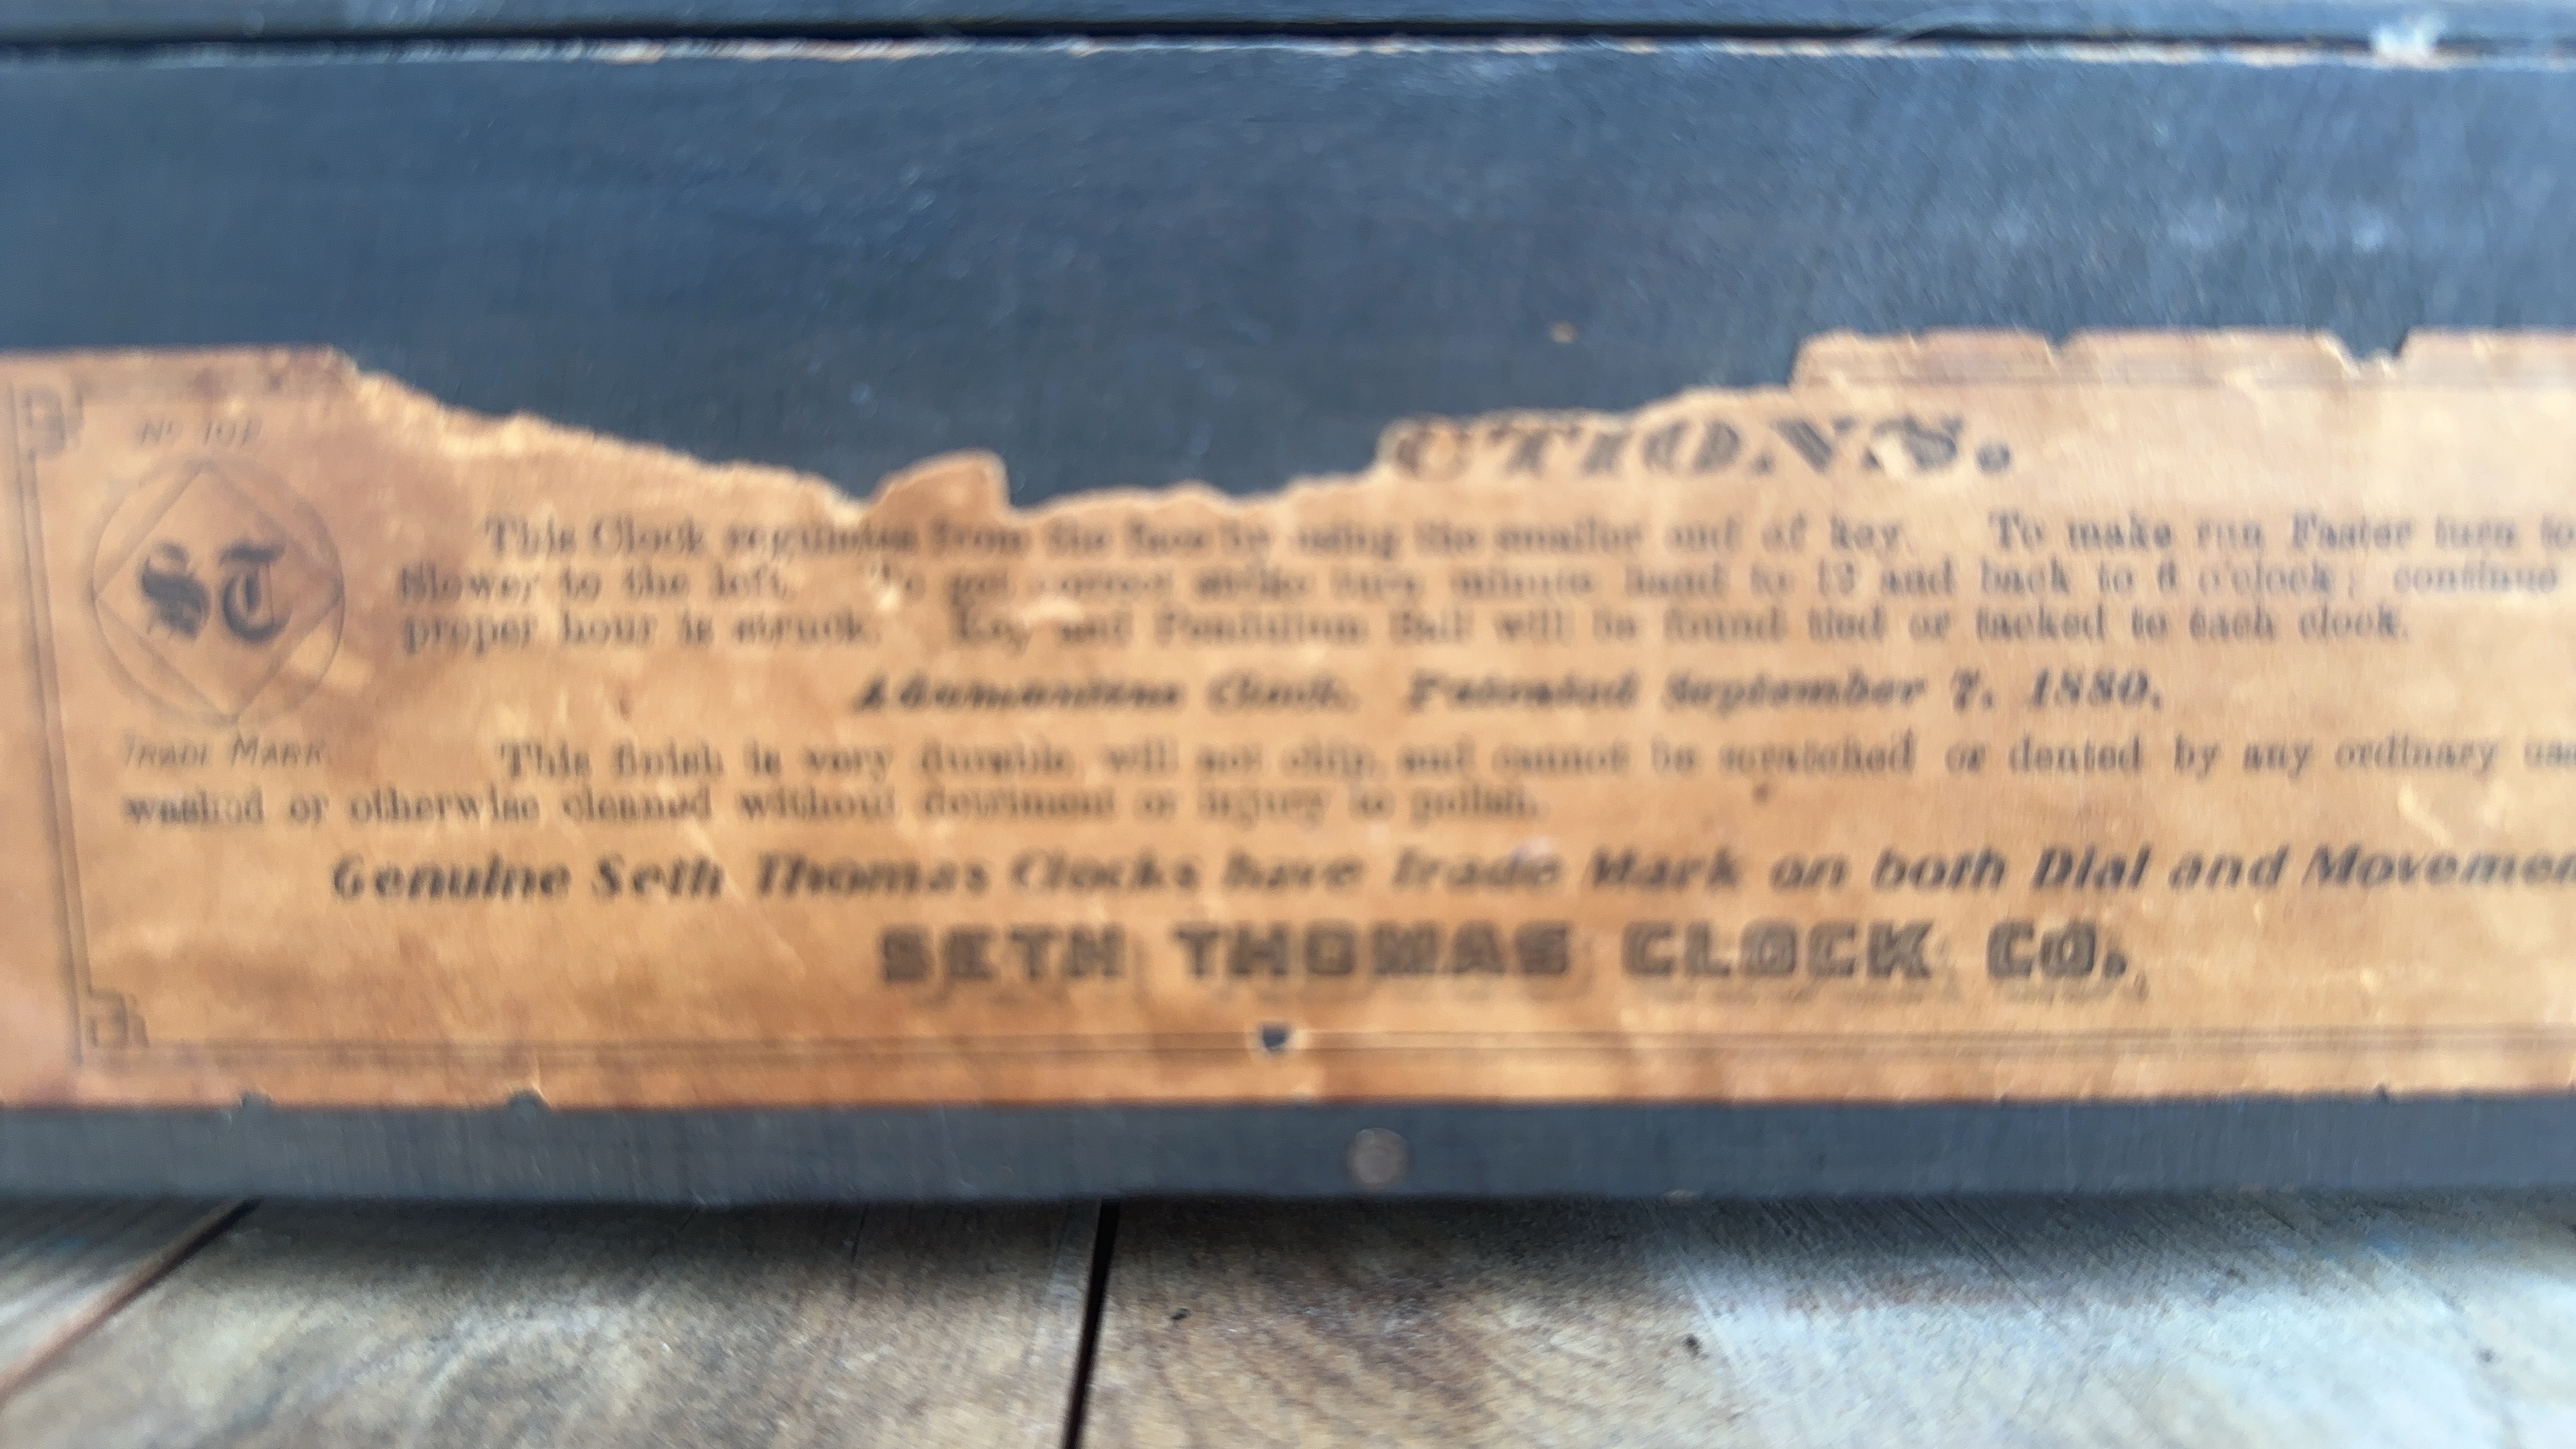 No 102
CTIONS.
ST
This Clock regulates from the face by using the smaller end of key. To make run Faster turn to
Slower to the left. To get correct strike turn minute hand to 12 and back to 8 o'clock; continue
proper hour is struck. Key and Pendulum Ball will be found tied or tacked to each clock.
Adamantine Clock. Patented September 7, 1880.
TRADE MARK
This finish is very durable, will not chip, and cannot be scratched or dented by any ordinary
washed or otherwise cleaned without detriment or injury to polish.
Genuine Seth Thomas Clocks have Trade Mark on both Dial and Movemen
SETH THOMAS CLOCK CO.